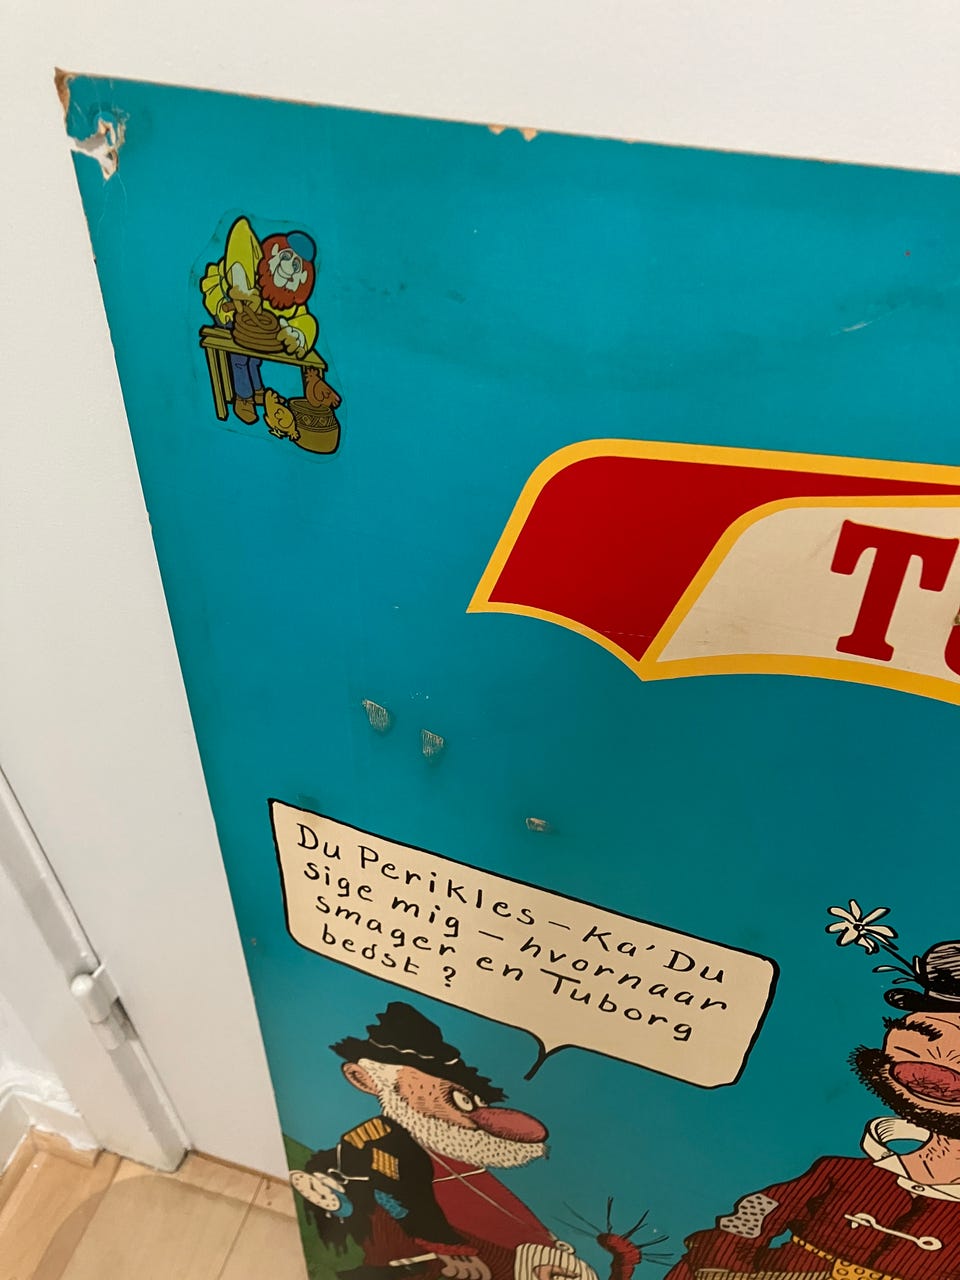 T
Du Perikles – Ka' Du
sige mig – hvornaar
smager en Tuborg
bedst ?